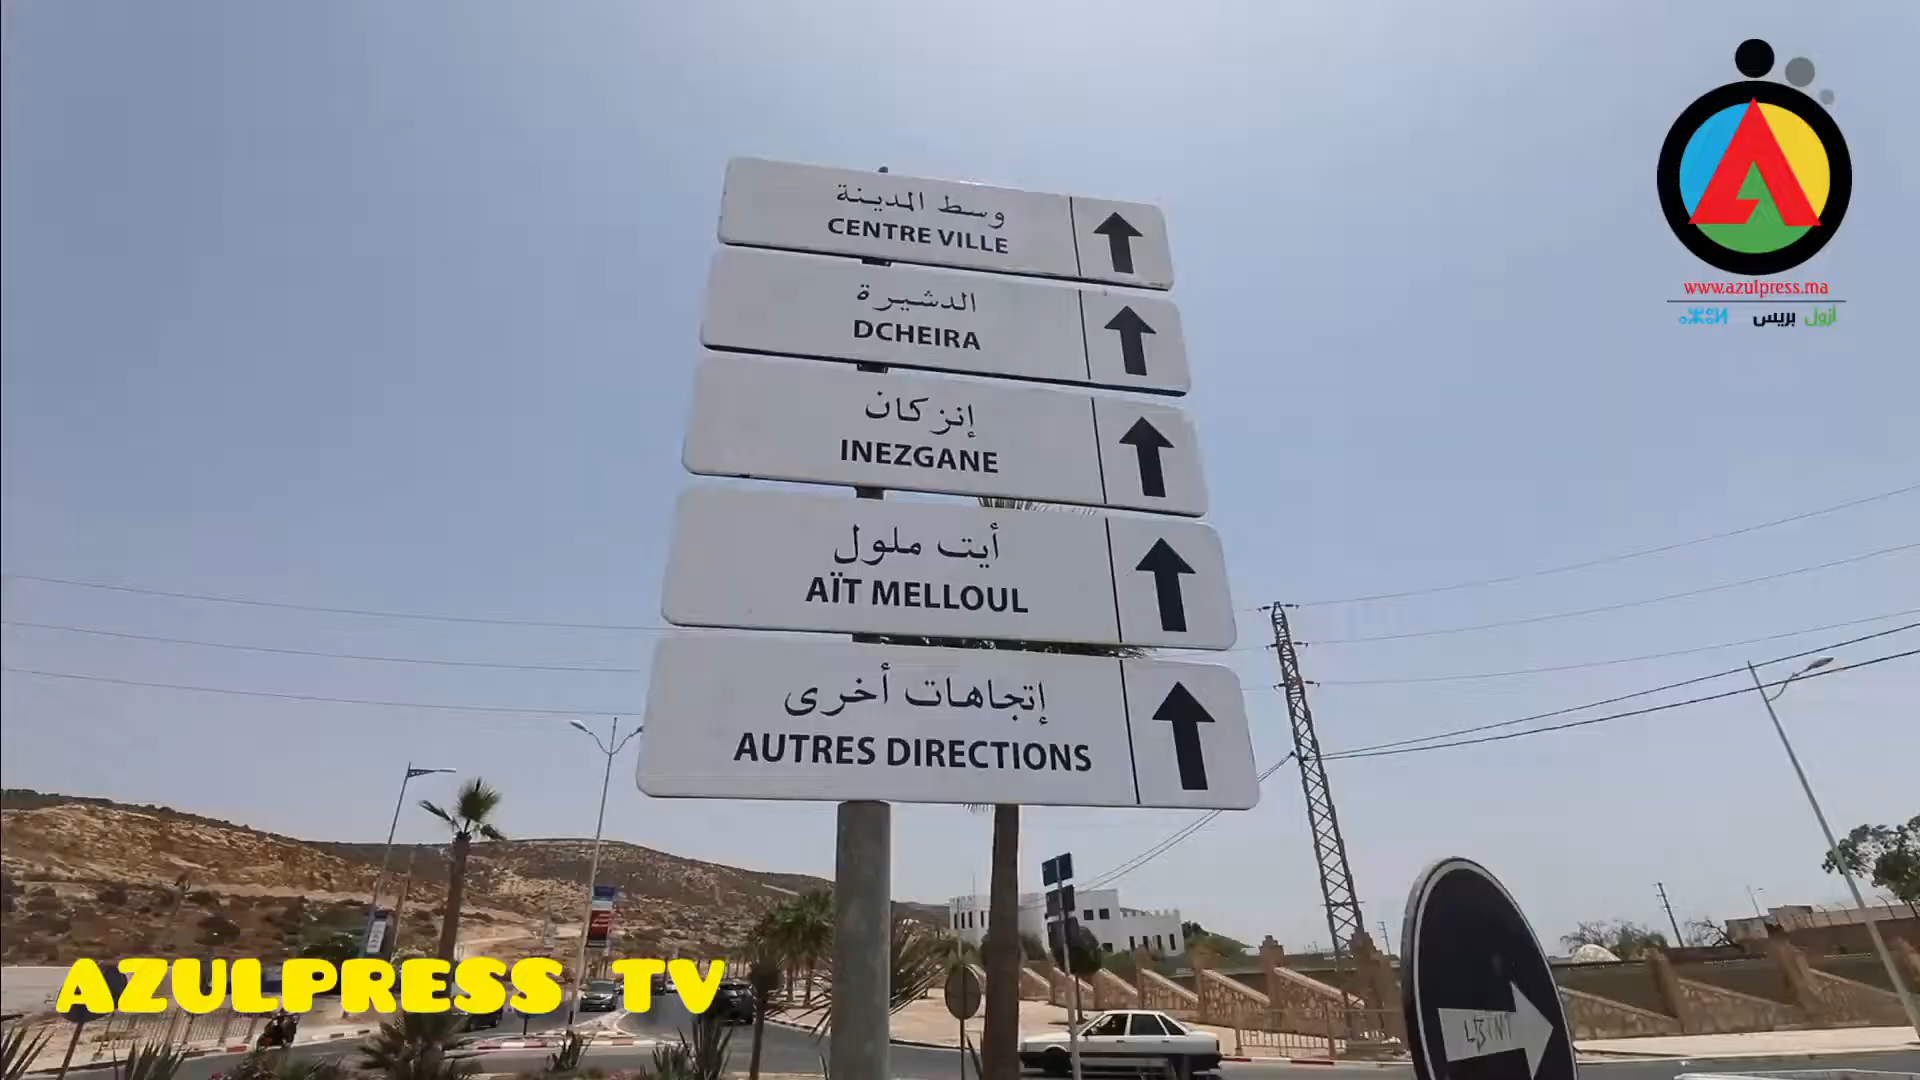 وسط المدينة
CENTRE VILLE
الدشيرة
DCHEIRA
إنزكان
INEZGANE
أيت ملول
AÏT MELLOUL
إتجاهات أخرى
AUTRES DIRECTIONS
www.azulpress.ma
أزول بريس ⴰⵣⵓⵍ
AZULPRESS TV